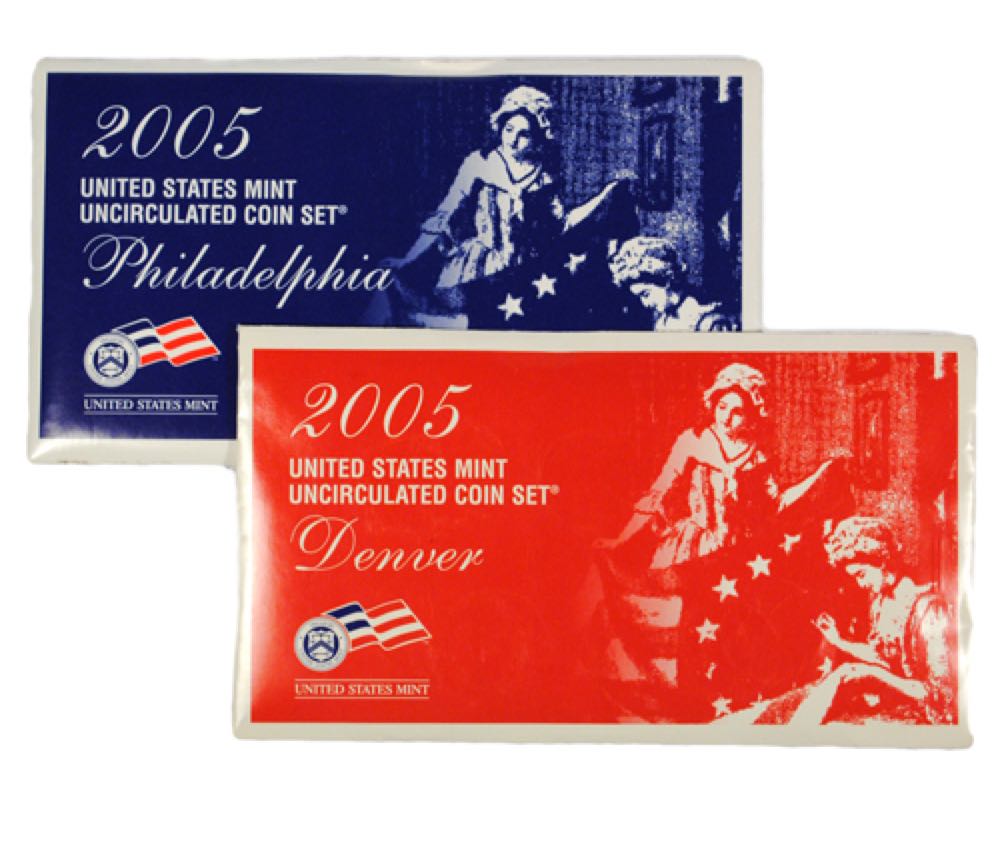 2005
UNITED STATES MINT
UNCIRCULATED COIN SET®
Philadelphia
UNITED STATES MINT
2005
UNITED STATES MINT
UNCIRCULATED COIN SET®
Denver
UNITED STATES MINT